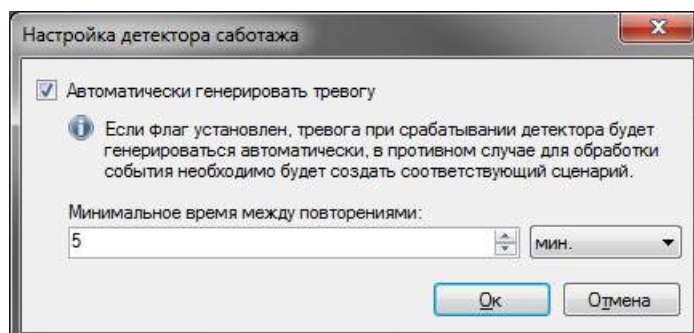 Настройка детектора саботажа
Автоматически генерировать тревогу
Если флаг установлен, тревога при срабатывании детектора будет
генерироваться автоматически, в противном случае для обработки
события необходимо будет создать соответствующий сценарий.
Минимальное время между повторениями:
5 мин.
Ок Отмена